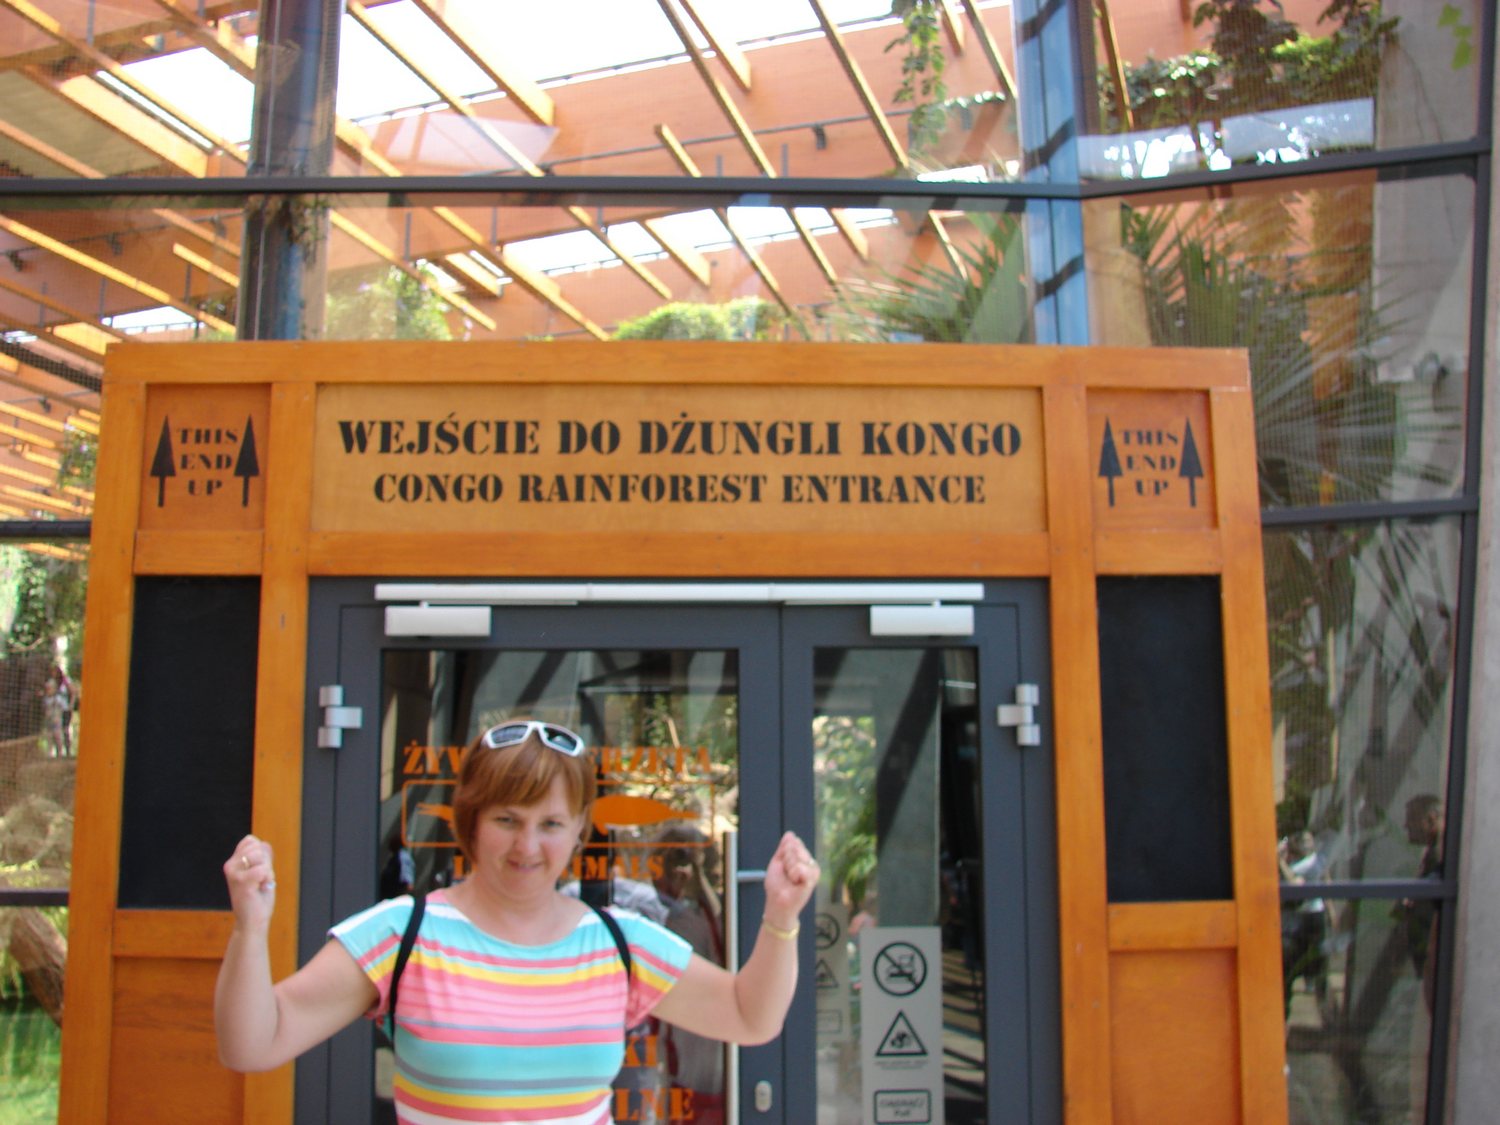 THIS
END
UP
WEJŚCIE DO DŻUNGLI KONGO
CONGO RAINFOREST ENTRANCE
THIS
END
UP